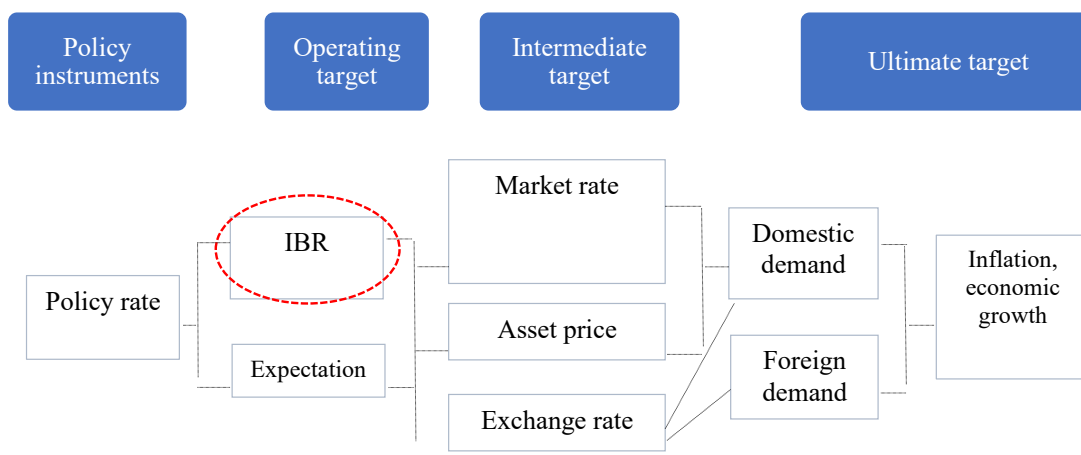 Policy
instruments
Operating
target
Intermediate
target
Ultimate target
Policy rate
IBR
Expectation
Market rate
Asset price
Exchange rate
Domestic
demand
Foreign
demand
Inflation,
economic
growth